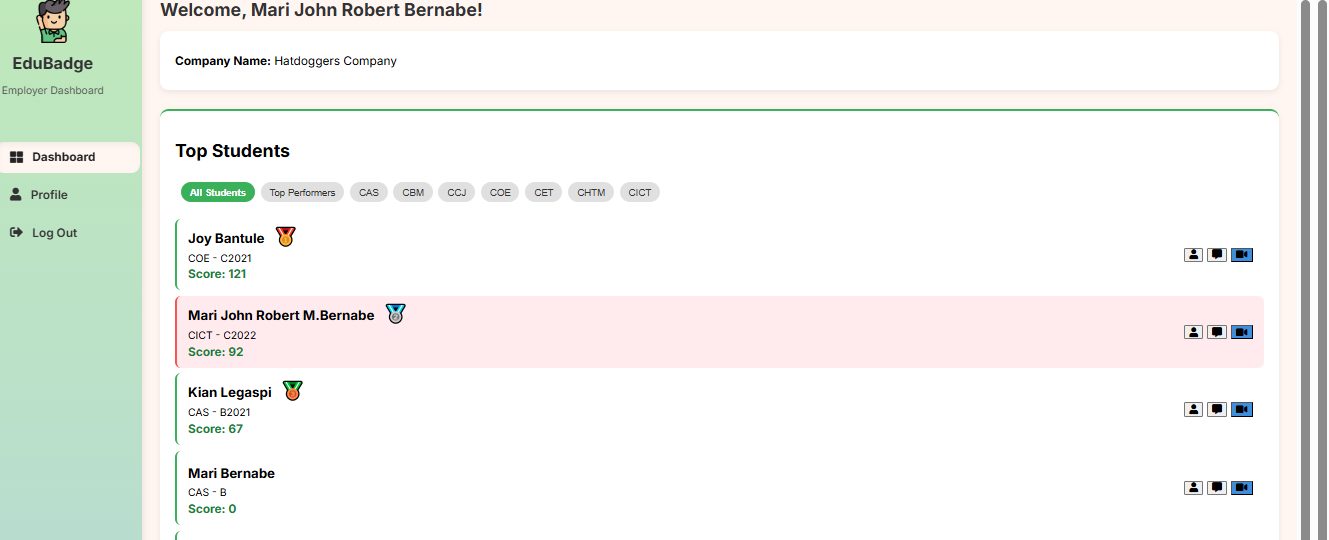 Welcome, Mari John Robert Bernabe!
EduBadge
Employer Dashboard
Dashboard
Profile
Log Out
Company Name: Hatdoggers Company
Top Students
All Students Top Performers CAS CBM CCJ COE CET CHTM CICT
Joy Bantule
COE - C2021
Score: 121
Mari John Robert M.Bernabe
CICT - C2022
Score: 92
Kian Legaspi
CAS - B2021
Score: 67
Mari Bernabe
CAS - B
Score: 0